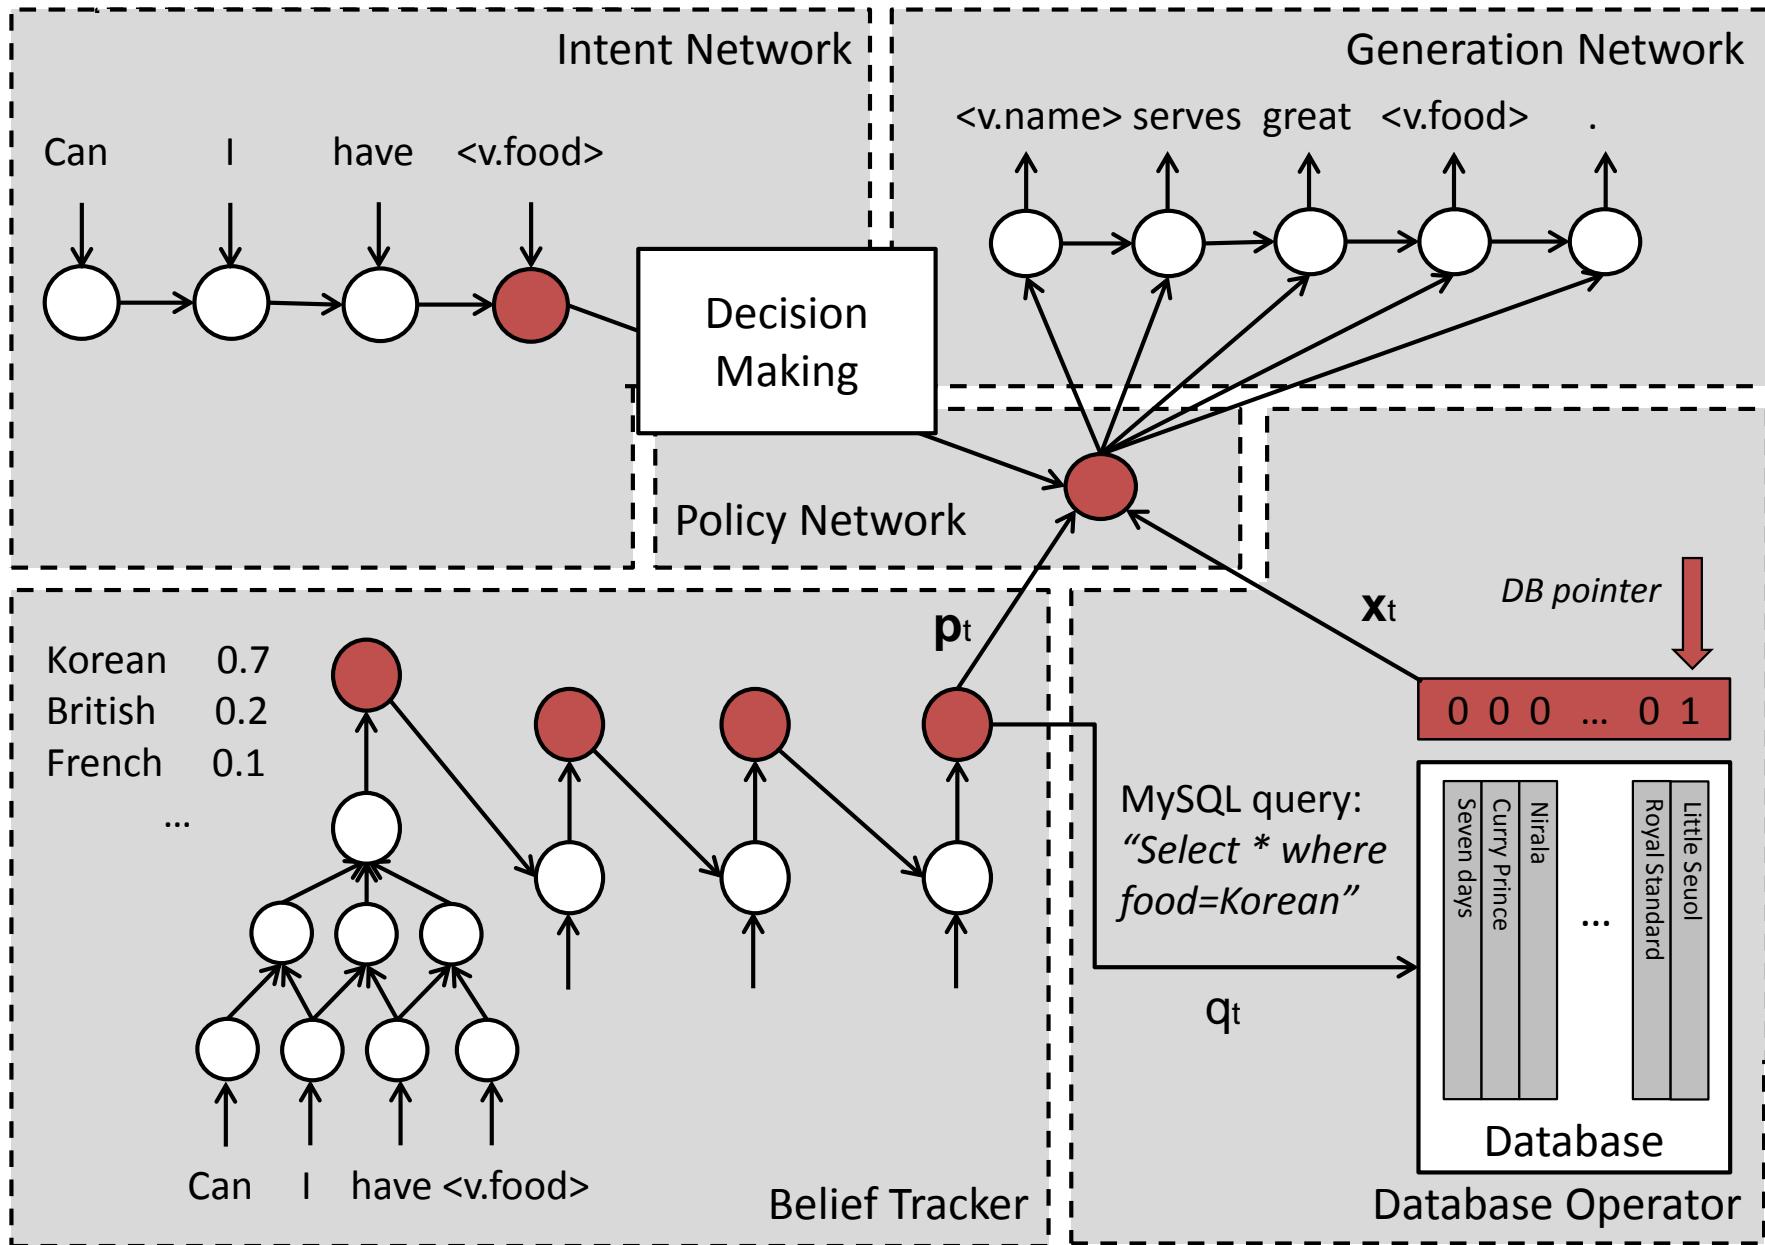 Intent Network
Can I have <v.food>
Generation Network
<v.name> serves great <v.food> .
Decision
Making
Policy Network
Korean 0.7
British 0.2
French 0.1
...
Can I have <v.food>
Belief Tracker
pt
xt
DB pointer
0 0 0 ... 0 1
MySQL query:
“Select * where
food=Korean”
qt
Seven days
Curry Prince
Nirala
...
Royal Standard
Little Seuol
Database
Database Operator